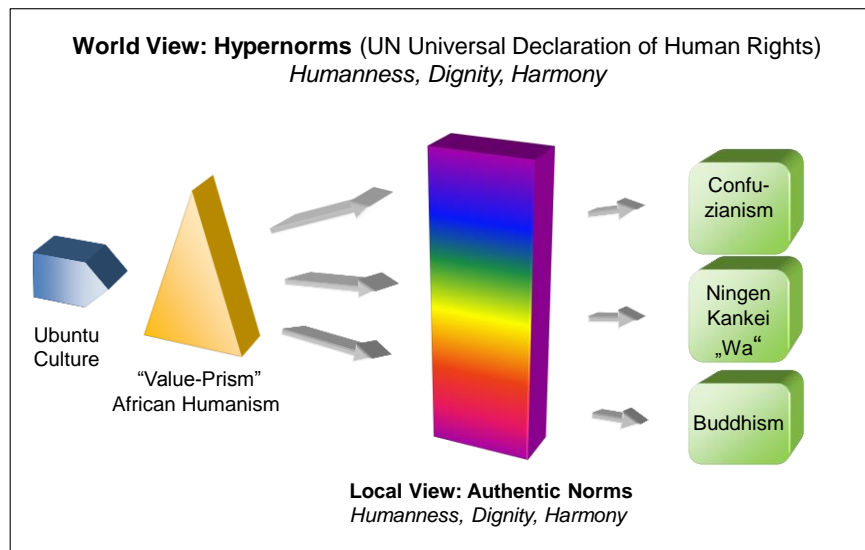 World View: Hypernorms (UN Universal Declaration of Human Rights)
Humanness, Dignity, Harmony
Ubuntu
Culture
“Value-Prism”
African Humanism
Confu-
zianism
Ningen
Kankei
„Wa“
Buddhism
Local View: Authentic Norms
Humanness, Dignity, Harmony